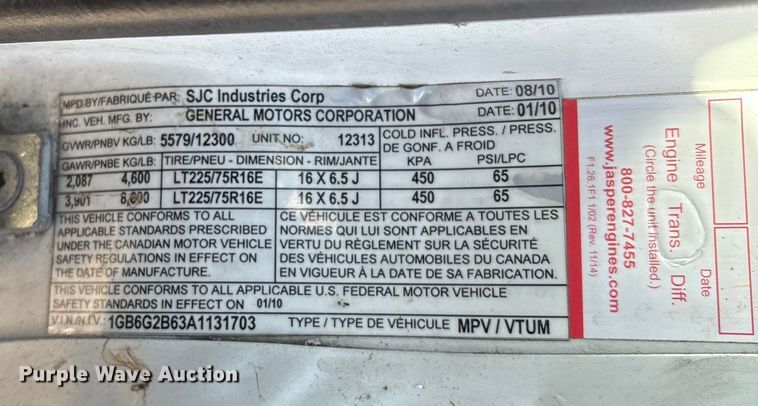 MFD BY/FABRIQUÉ PAR: SJC Industries Corp DATE: 08/10
INC. VEH. MFG. BY: GENERAL MOTORS CORPORATION DATE: 01/10
GVWR/PNBV KG/LB: 5579/12300 UNIT NO: 12313 COLD INFL. PRESS./ PRESS. DE GONF. A FROID
GAWR/PNBE KG/LB: TIRE/PNEU - DIMENSION - RIM/JANTE KPA PSI/LPC
2,087 4,600 LT225/75R16E 16 X 6.5 J 450 65
3,901 8,600 LT225/75R16E 16 X 6.5 J 450 65
THIS VEHICLE CONFORMS TO ALL
APPLICABLE STANDARDS PRESCRIBED
UNDER THE CANADIAN MOTOR VEHICLE
SAFETY REGULATIONS IN EFFECT ON
THE DATE OF MANUFACTURE.
CE VÉHICULE EST CONFORME A TOUTES LES
NORMES QUI LUI SONT APPLICABLES EN
VERTU DU RÈGLEMENT SUR LA SÉCURITÉ
DES VÉHICULES AUTOMOBILES DU CANADA
EN VIGUEUR À LA DATE DE SA FABRICATION.
THIS VEHICLE CONFORMS TO ALL APPLICABLE U.S. FEDERAL MOTOR VEHICLE
SAFETY STANDARDS IN EFFECT ON 01/10
V.I.N./N.I.V.: 1GB6G2B63A1131703 TYPE / TYPE DE VÉHICULE: MPV / VTUM
Mileage
Date
Engine Trans. Diff.
(Circle the unit installed.)
800-827-7455
www.jasperengines.com
F1.26.1F1 1/02 (Rev. 11/14)
Purple Wave Auction